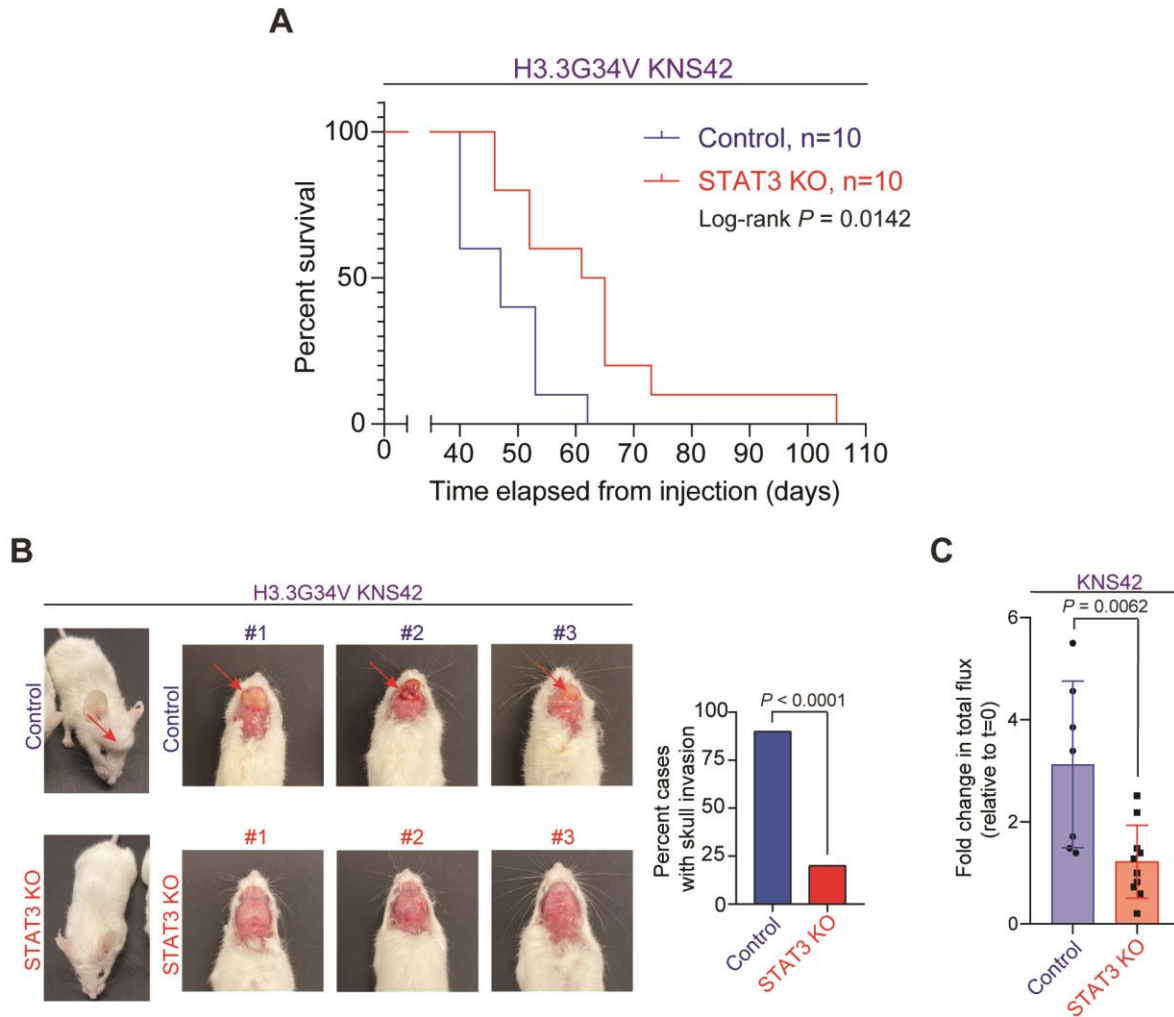 A
H3.3G34V KNS42
Percent survival
100
50
0
Control, n=10
STAT3 KO, n=10
Log-rank P = 0.0142
0 40 50 60 70 80 90 100 110
Time elapsed from injection (days)
B
H3.3G34V KNS42
Control
Control
#1 #2 #3
STAT3 KO
STAT3 KO
#1 #2 #3
Percent cases
with skull invasion
P < 0.0001
100
75
50
25
0
Control
STAT3 KO
C
KNS42
P = 0.0062
Fold change in total flux
(relative to t=0)
6
4
2
0
Control
STAT3 KO